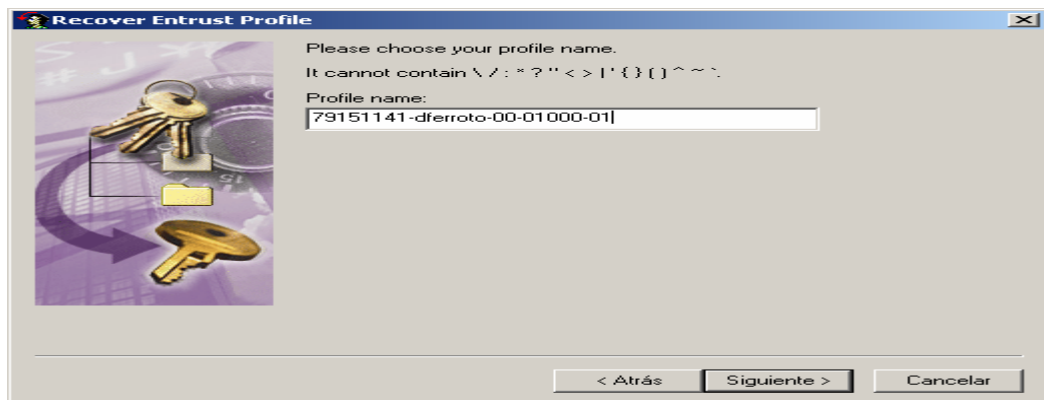 Recover Entrust Profile
Please choose your profile name.
It cannot contain \ / : * ? " < > | ' { } ( ) ^ ~ `.
Profile name:
79151141-dferroto-00-01000-01
< Atrás
Siguiente >
Cancelar